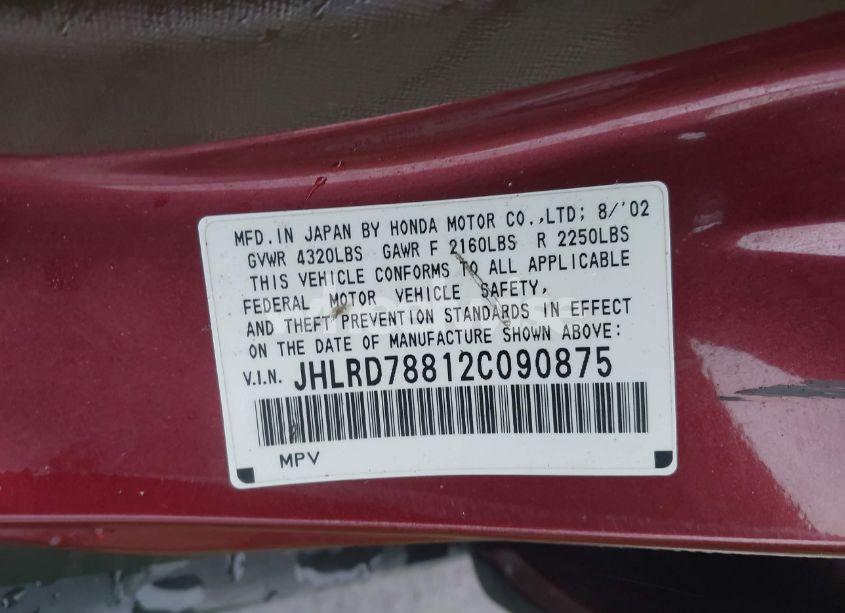 MFD.IN JAPAN BY HONDA MOTOR CO.,LTD; 8/'02
GVWR 4320LBS GAWR F 2160LBS R 2250LBS
THIS VEHICLE CONFORMS TO ALL APPLICABLE
FEDERAL MOTOR VEHICLE SAFETY,
AND THEFT PREVENTION STANDARDS IN EFFECT
ON THE DATE OF MANUFACTURE SHOWN ABOVE:
V.I.N. JHLRD78812C090875
MPV